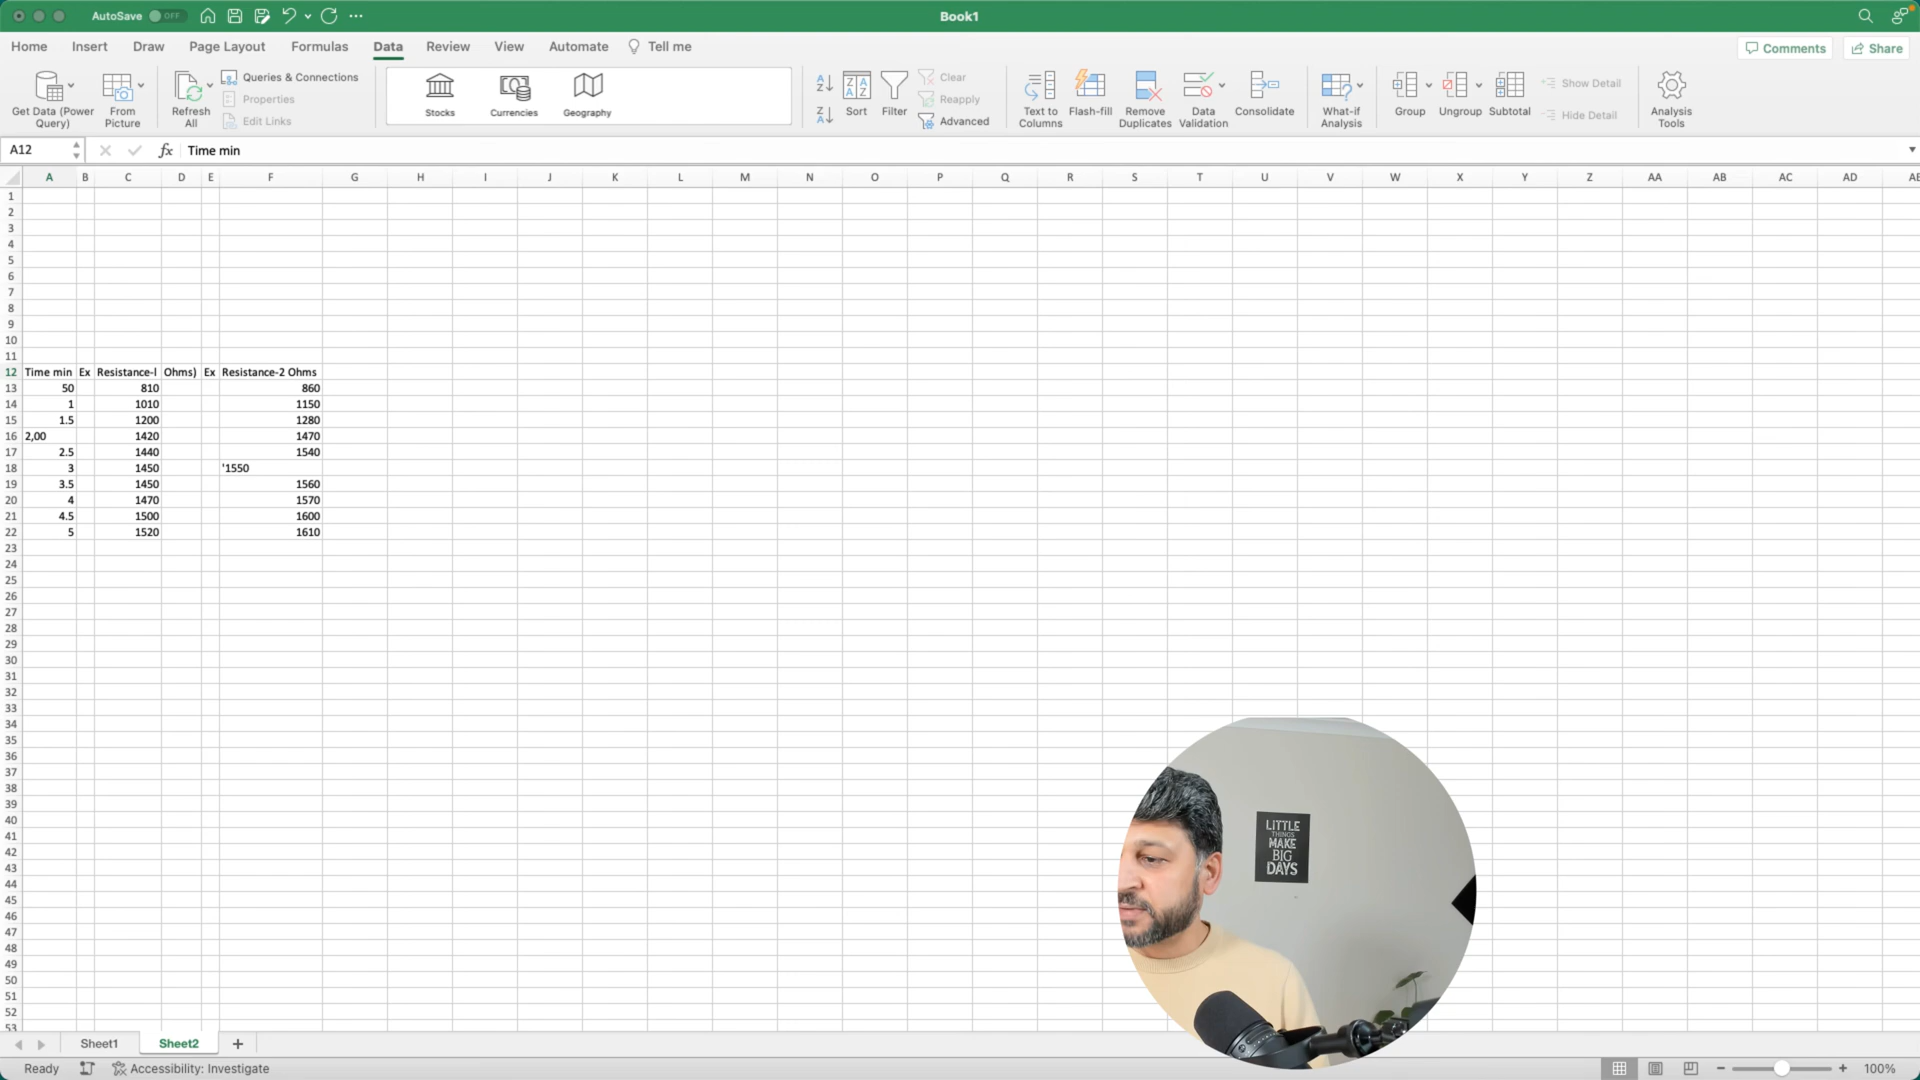 AutoSave OFF Book1
Home Insert Draw Page Layout Formulas Data Review View Automate Tell me Comments Share
Get Data (Power Query) From Picture Refresh All Queries & Connections Properties Edit Links Stocks Currencies Geography Sort Filter Clear Reapply Advanced Text to Columns Flash-fill Remove Duplicates Data Validation Consolidate What-if Analysis Group Ungroup Subtotal Show Detail Hide Detail Analysis Tools
A12 fx Time min
A B C D E F G H I J K L M N O P Q R S T U V W X Y Z AA AB AC AD AE
1
2
3
4
5
6
7
8
9
10
11
12 Time min Ex Resistance-l Ohms) Ex Resistance-2 Ohms
13 50 810 860
14 1 1010 1150
15 1.5 1200 1280
16 2,00 1420 1470
17 2.5 1440 1540
18 3 1450 '1550
19 3.5 1450 1560
20 4 1470 1570
21 4.5 1500 1600
22 5 1520 1610
23
24
25
26
27
28
29
30
31
32
33
34
35
36
37
38
39
40
41
42
43
44
45
46
47
48
49
50
51
52
53
LITTLE
THINGS
MAKE
BIG
DAYS
Sheet1 Sheet2 +
Ready Accessibility: Investigate 100%